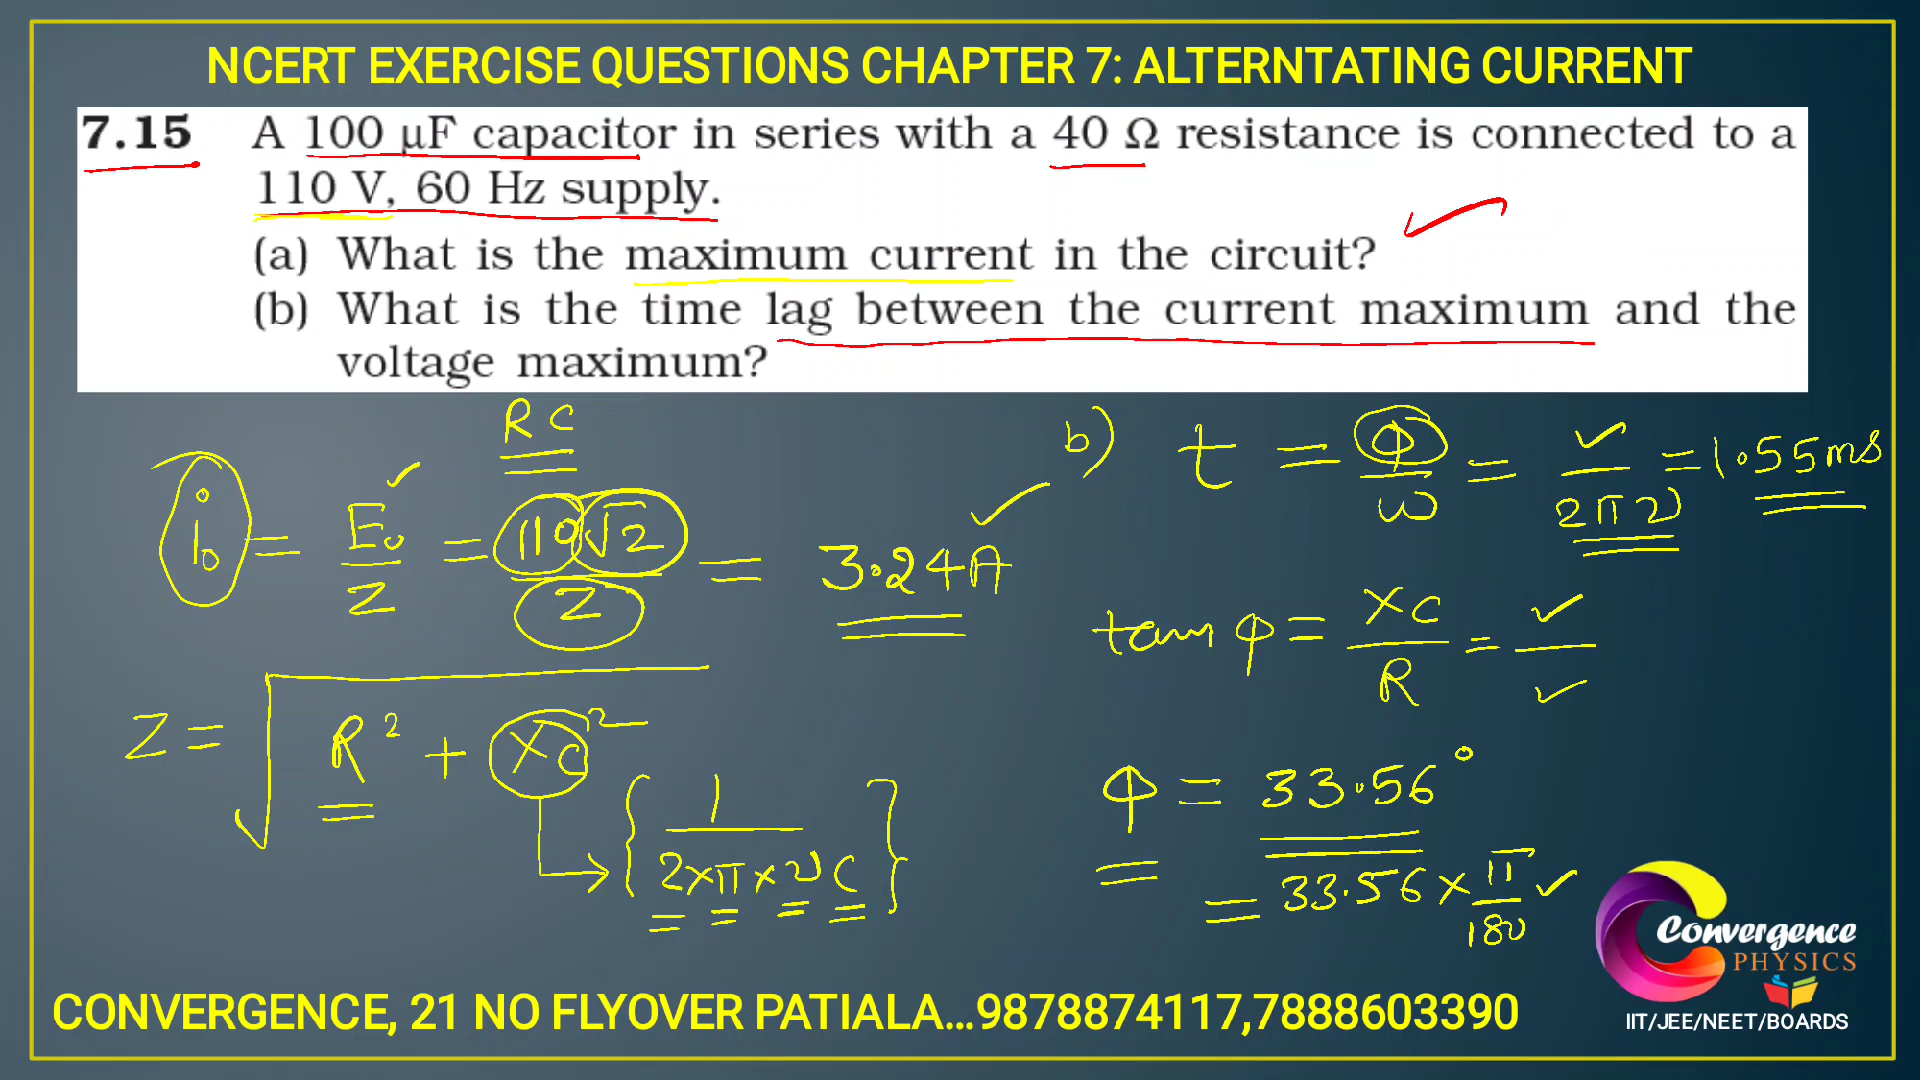 NCERT EXERCISE QUESTIONS CHAPTER 7: ALTERNTATING CURRENT
7.15 A 100 μF capacitor in series with a 40 Ω resistance is connected to a
110 V, 60 Hz supply.
(a) What is the maximum current in the circuit?
(b) What is the time lag between the current maximum and the
voltage maximum?
RC
i₀ = E₀/Z = 110√2/Z = 3.24A
Z = √(R² + Xc²)
{1/(2×π×νC)}
b) t = φ/ω = ✓/2πν = 1.55ms
tan φ = Xc/R = ✓/✓
φ = 33.56°
= = 33.56 × π/180 ✓
Convergence
PHYSICS
IIT/JEE/NEET/BOARDS
CONVERGENCE, 21 NO FLYOVER PATIALA...9878874117,7888603390